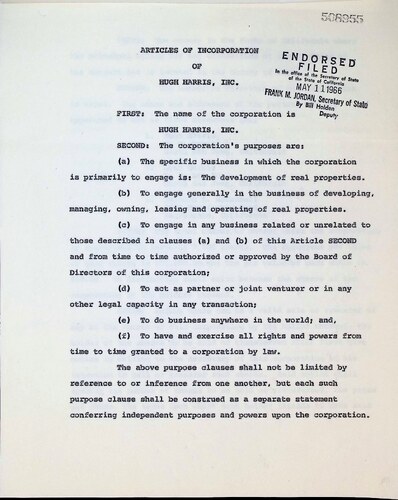 508955
ARTICLES OF INCORPORATION
OF
HUGH HARRIS, INC.
ENDORSED
FILED
In the office of the Secretary of State
of the State of California
MAY 11 1966
FRANK M. JORDAN, Secretary of State
By Bill Holden
Deputy
FIRST: The name of the corporation is
HUGH HARRIS, INC.
SECOND: The corporation's purposes are:
(a) The specific business in which the corporation
is primarily to engage is: The development of real properties.
(b) To engage generally in the business of developing,
managing, owning, leasing and operating of real properties.
(c) To engage in any business related or unrelated to
those described in clauses (a) and (b) of this Article SECOND
and from time to time authorized or approved by the Board of
Directors of this corporation;
(d) To act as partner or joint venturer or in any
other legal capacity in any transaction;
(e) To do business anywhere in the world; and,
(f) To have and exercise all rights and powers from
time to time granted to a corporation by law.
The above purpose clauses shall not be limited by
reference to or inference from one another, but each such
purpose clause shall be construed as a separate statement
conferring independent purposes and powers upon the corporation.